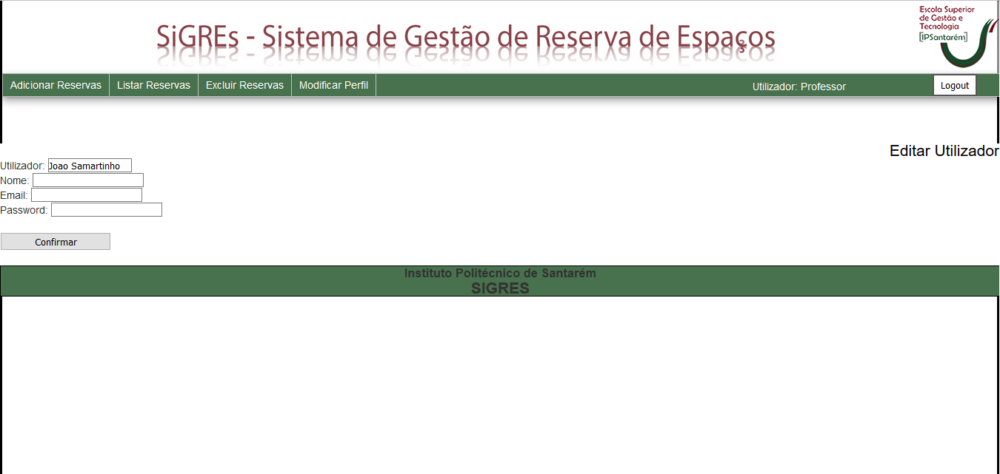 SiGREs - Sistema de Gestão de Reserva de Espaços
Escola Superior
de Gestão e
Tecnologia
[IPSantarém]
Adicionar Reservas
Listar Reservas
Excluir Reservas
Modificar Perfil
Utilizador: Professor
Logout
Editar Utilizador
Utilizador: Joao Samartinho
Nome:
Email:
Password:
Confirmar
Instituto Politécnico de Santarém
SIGRES